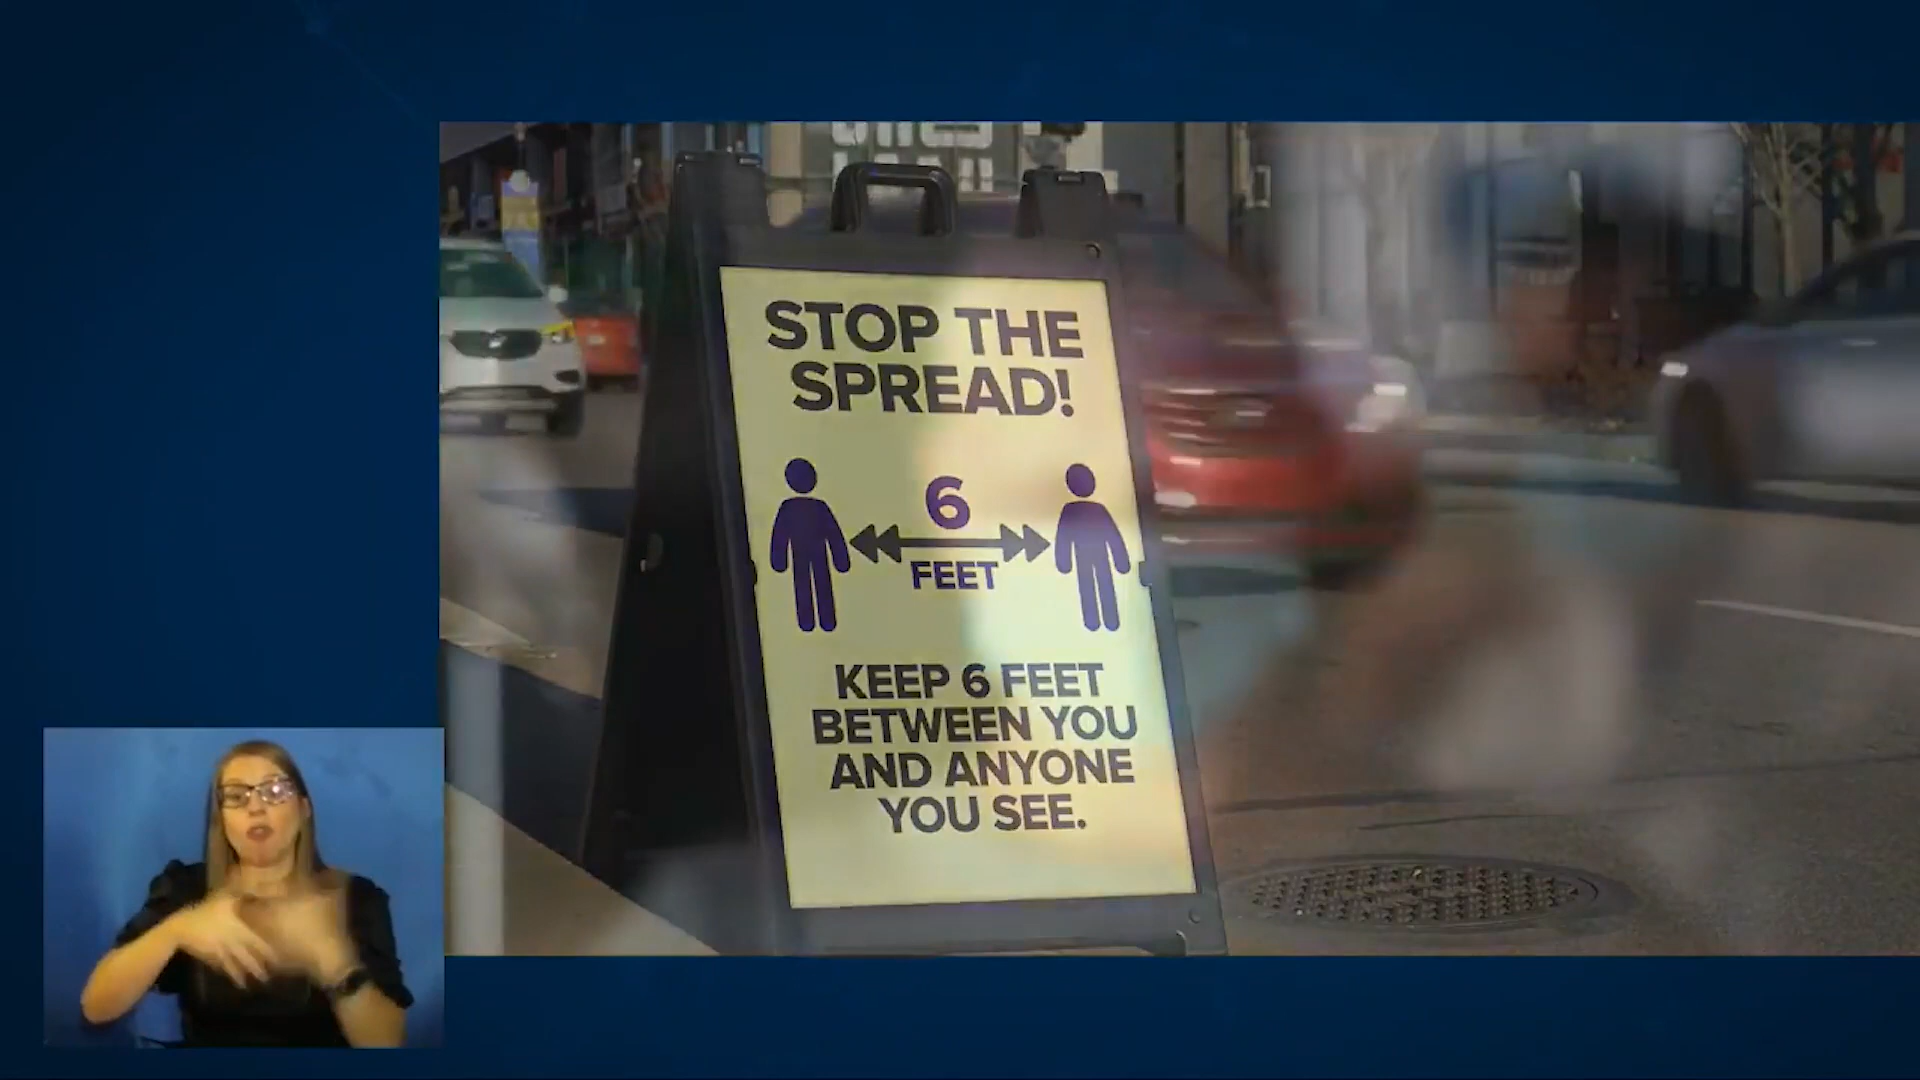 STOP THE
SPREAD!
6
FEET
KEEP 6 FEET
BETWEEN YOU
AND ANYONE
YOU SEE.